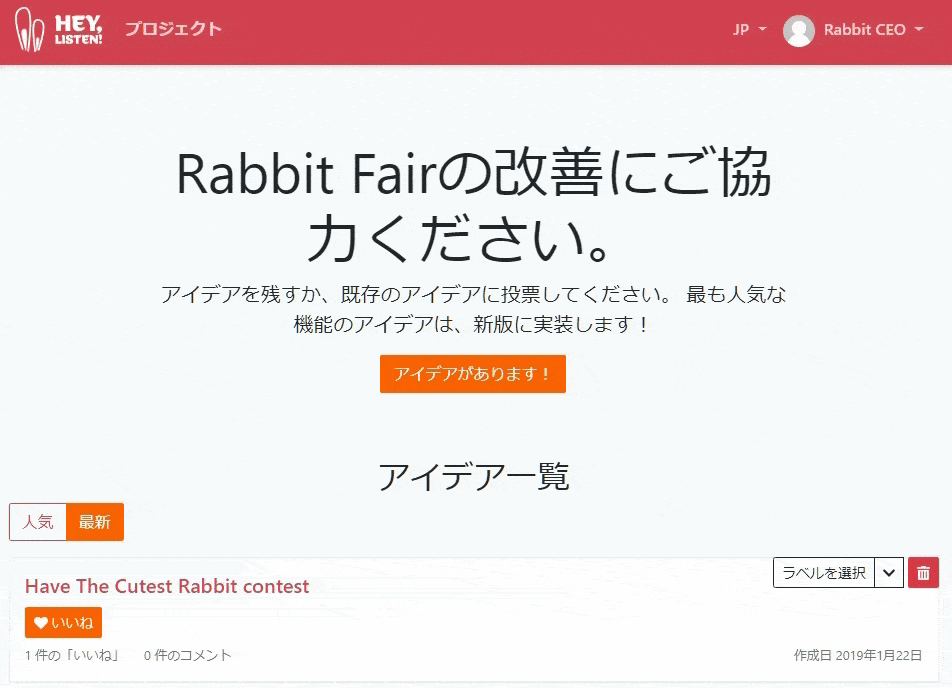 HEY,
LISTEN!
プロジェクト
JP
Rabbit CEO
Rabbit Fairの改善にご協
力ください。
アイデアを残すか、既存のアイデアに投票してください。 最も人気な
機能のアイデアは、新版に実装します！
アイデアがあります！
アイデア一覧
人気
最新
Have The Cutest Rabbit contest
ラベルを選択
いいね
1 件の「いいね」
0 件のコメント
作成日 2019年1月22日